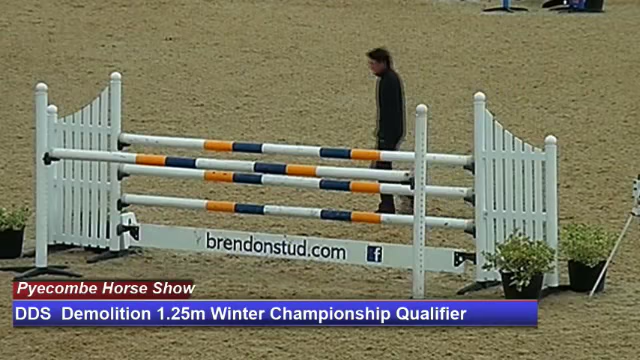 brendonstud.com f
Pyecombe Horse Show
DDS Demolition 1.25m Winter Championship Qualifier